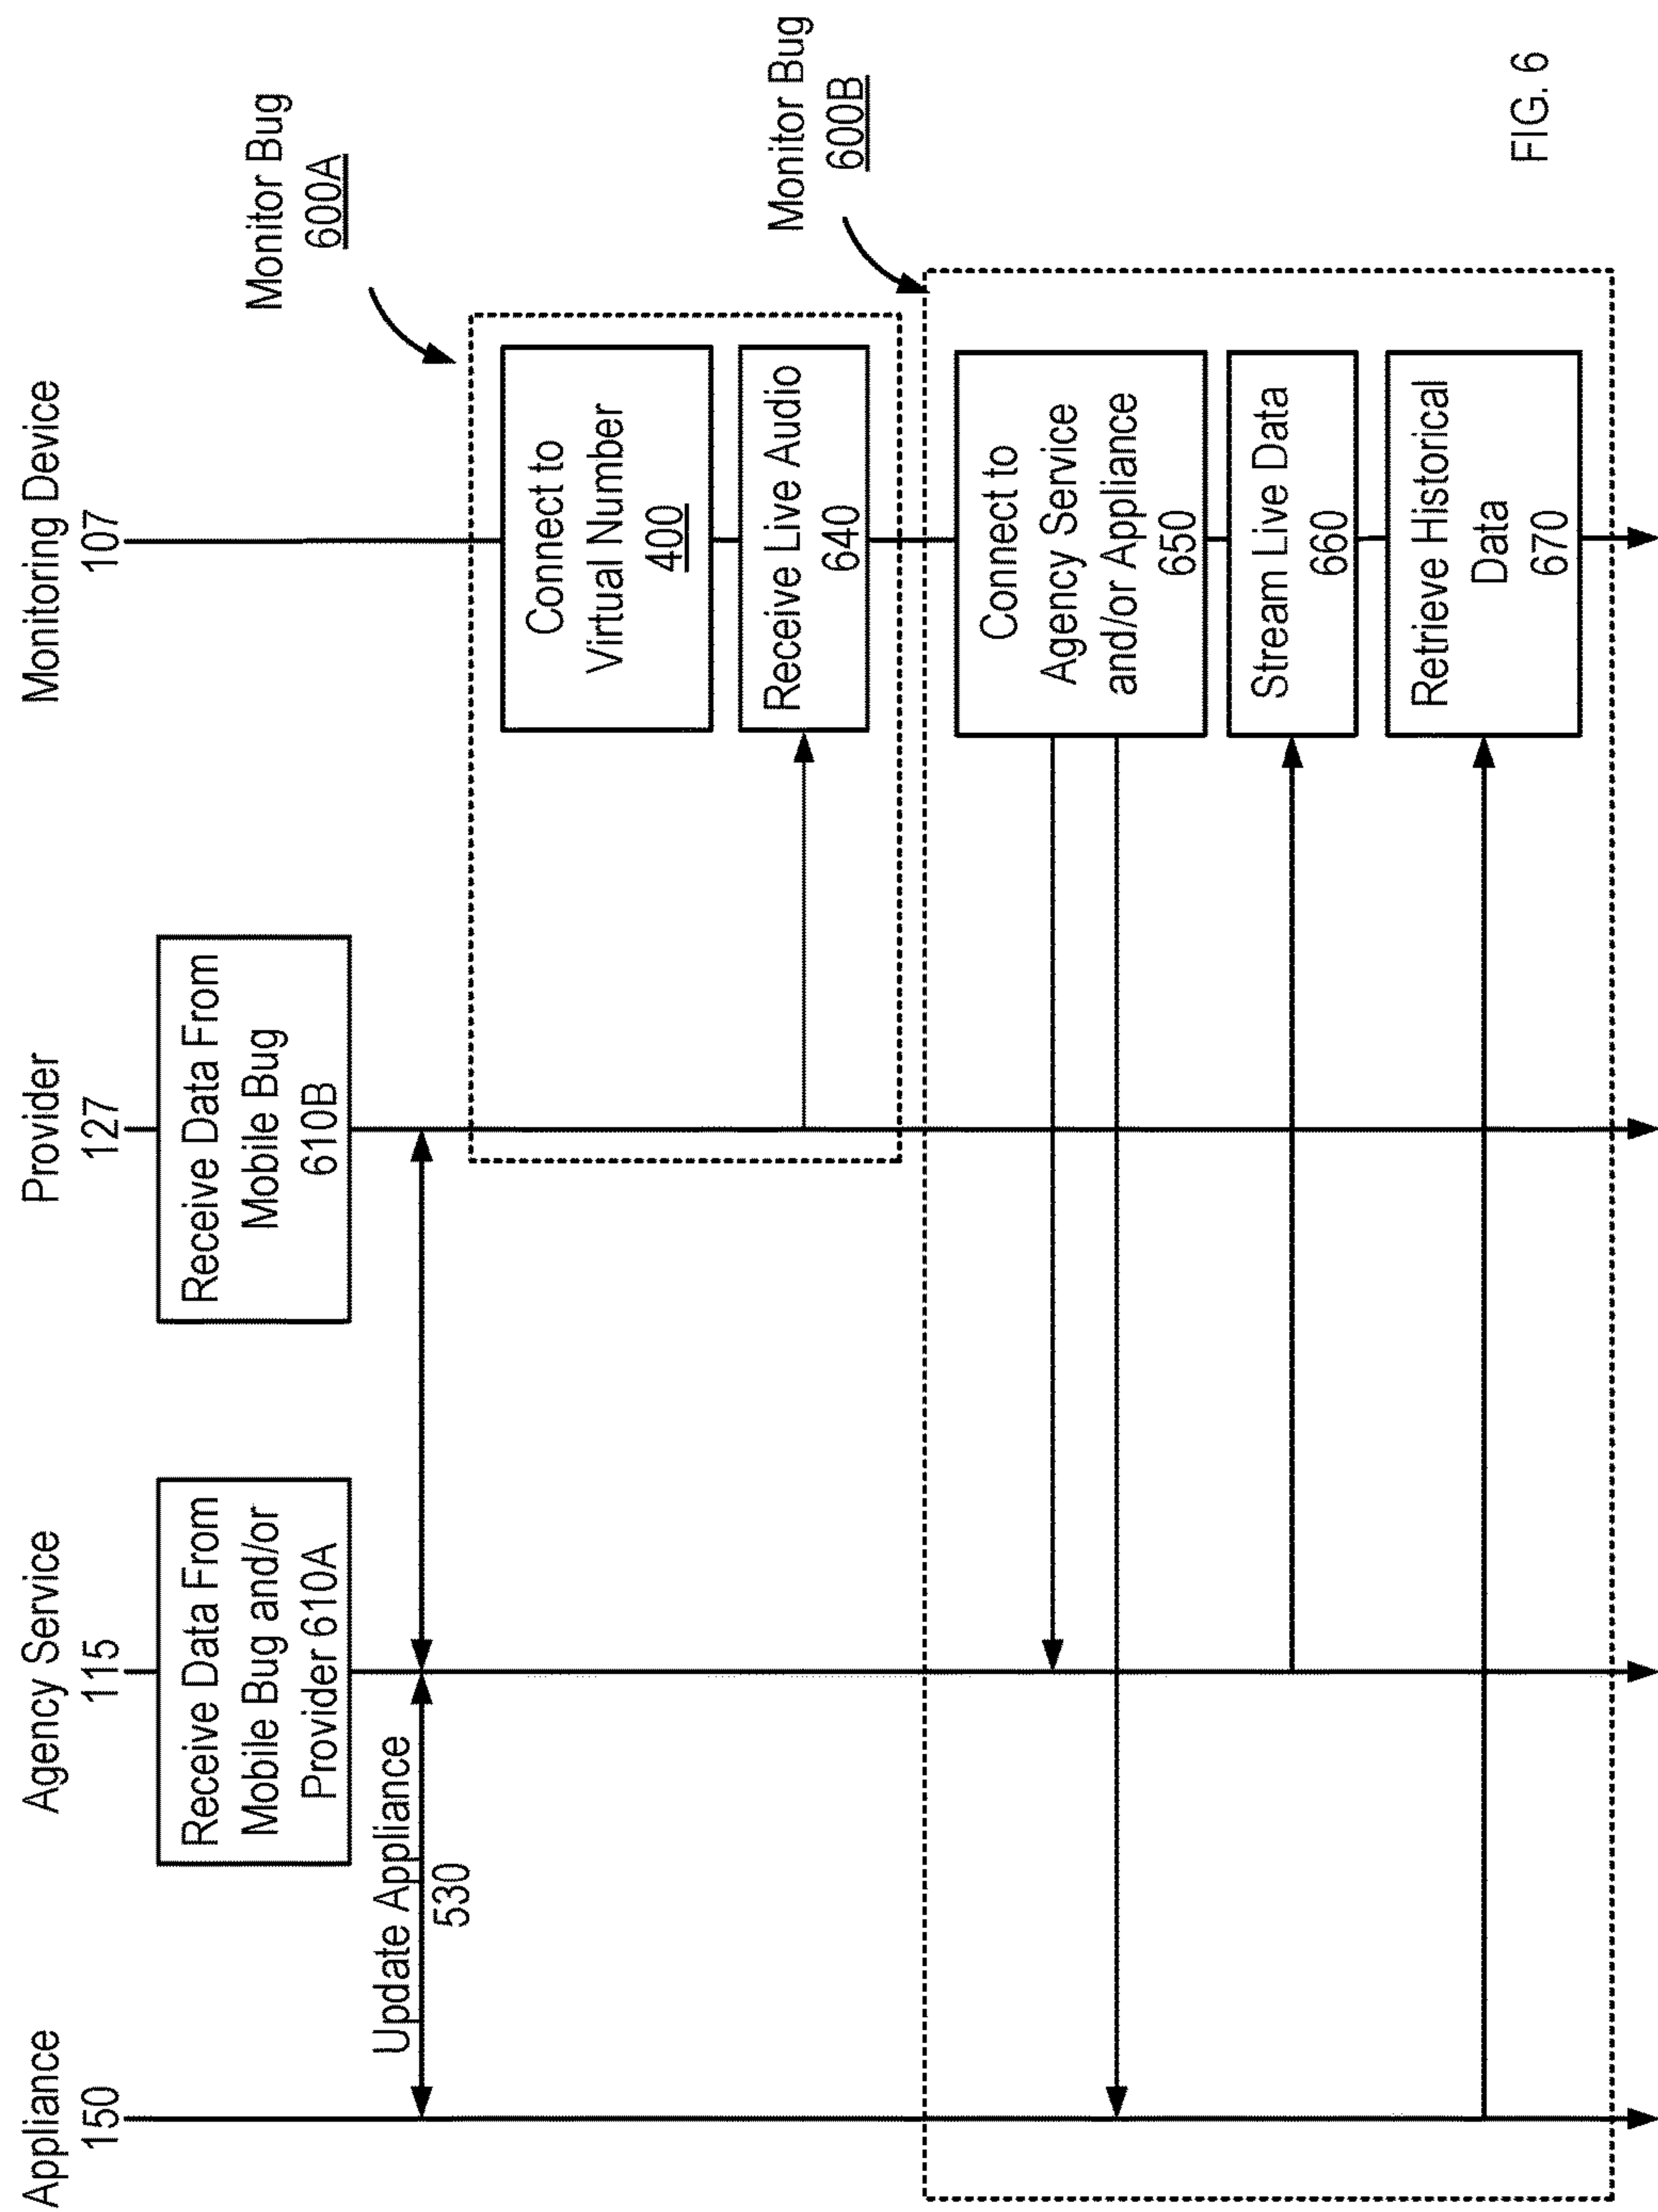 Appliance
150
Agency Service
115
Provider
127
Monitoring Device
107
Receive Data From
Mobile Bug and/or
Provider 610A
Receive Data From
Mobile Bug
610B
Update Appliance
530
Monitor Bug
600A
Connect to
Virtual Number
400
Receive Live Audio
640
Monitor Bug
600B
Connect to
Agency Service
and/or Appliance
650
Stream Live Data
660
Retrieve Historical
Data
670
FIG. 6